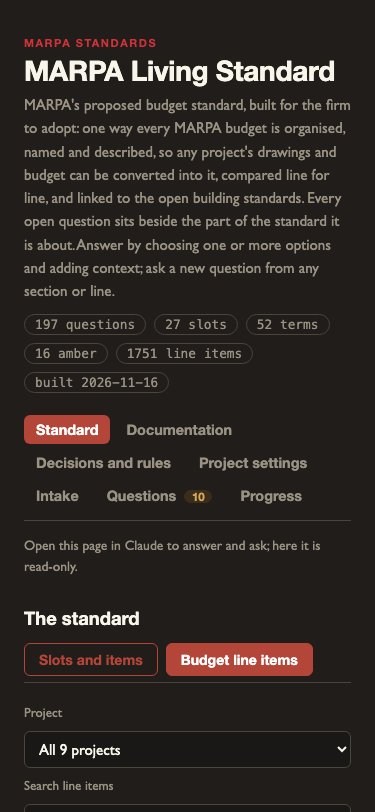 MARPA STANDARDS
MARPA Living Standard
MARPA's proposed budget standard, built for the firm
to adopt: one way every MARPA budget is organised,
named and described, so any project's drawings and
budget can be converted into it, compared line for
line, and linked to the open building standards. Every
open question sits beside the part of the standard it
is about. Answer by choosing one or more options
and adding context; ask a new question from any
section or line.
197 questions 27 slots 52 terms
16 amber 1751 line items
built 2026-11-16
Standard Documentation
Decisions and rules Project settings
Intake Questions 10 Progress
Open this page in Claude to answer and ask; here it is
read-only.
The standard
Slots and items Budget line items
Project
All 9 projects
Search line items